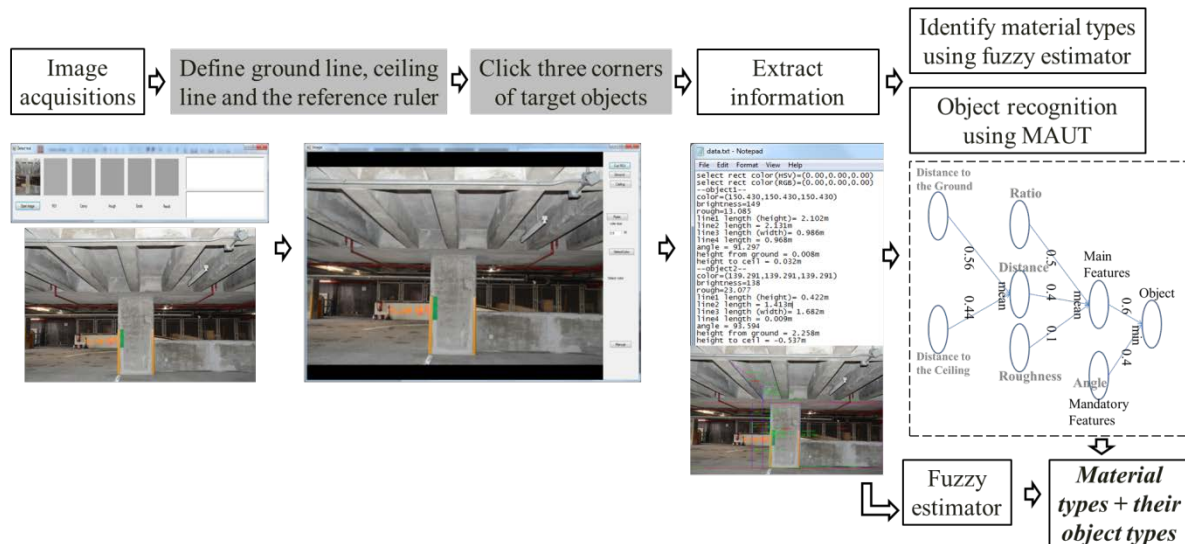 Image
acquisitions
Define ground line, ceiling
line and the reference ruler
Click three corners
of target objects
Extract
information
Identify material types
using fuzzy estimator
Object recognition
using MAUT
data.txt - Notepad
File Edit Format View Help
select rect color(HSV)=(0.00,0.00,0.00)
select rect color(RGB)=(0.00,0.00,0.00)
--object1--
color=(150.430,150.430,150.430)
brightness=149
rough=13.085
line1 length (height)= 2.102m
line2 length = 2.131m
line3 length (width)= 0.986m
line4 length = 0.968m
angle = 91.297
height from ground = 0.008m
height to ceil = 0.032m
--object2--
color=(139.291,139.291,139.291)
brightness=138
rough=23.077
line1 length (height)= 0.422m
line2 length = 1.413m
line3 length (width)= 1.682m
line4 length = 0.009m
angle = 93.594
height from ground = 2.258m
height to ceil = -0.537m
Distance to
the Ground
Ratio
0.56
0.5
Main
Features
Distance
mean
0.4
mean
Object
0.6
min
0.44
0.1
0.4
Distance to
the Ceiling
Roughness
Angle
Mandatory
Features
Fuzzy
estimator
Material
types + their
object types